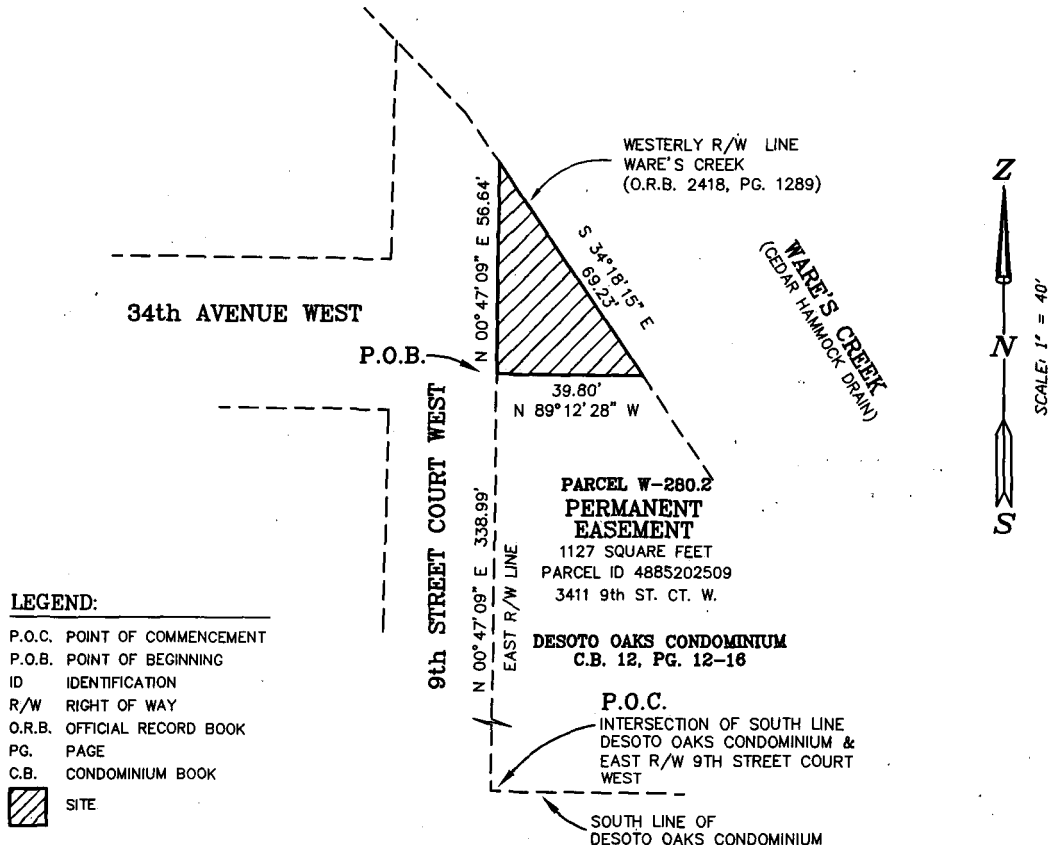 WESTERLY R/W LINE
WARE'S CREEK
(O.R.B. 2418, PG. 1289)
N 00°47'09" E 56.64'
S 34°18'15" E
69.23'
WARE'S CREEK
(CEDAR HAMMOCK DRAIN)
Z
N
S
SCALE: 1" = 40'
34th AVENUE WEST
P.O.B.
39.80'
N 89°12'28" W
9th STREET COURT WEST
N 00°47'09" E 338.99'
EAST R/W LINE
PARCEL W-280.2
PERMANENT
EASEMENT
1127 SQUARE FEET
PARCEL ID 4885202509
3411 9th ST. CT. W.
DESOTO OAKS CONDOMINIUM
C.B. 12, PG. 12-16
P.O.C.
INTERSECTION OF SOUTH LINE
DESOTO OAKS CONDOMINIUM &
EAST R/W 9TH STREET COURT
WEST
SOUTH LINE OF
DESOTO OAKS CONDOMINIUM
LEGEND:
P.O.C. POINT OF COMMENCEMENT
P.O.B. POINT OF BEGINNING
ID IDENTIFICATION
R/W RIGHT OF WAY
O.R.B. OFFICIAL RECORD BOOK
PG. PAGE
C.B. CONDOMINIUM BOOK
SITE